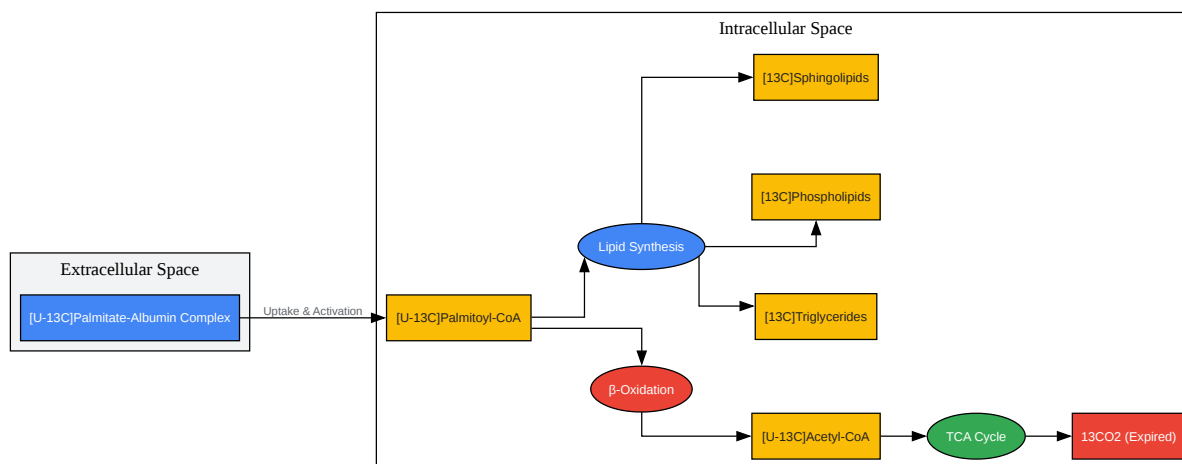 Intracellular Space
[13C]Sphingolipids
[13C]Phospholipids
Lipid Synthesis
Extracellular Space
[U-13C]Palmitate-Albumin Complex
Uptake & Activation
[U-13C]Palmitoyl-CoA
[13C]Triglycerides
β-Oxidation
[U-13C]Acetyl-CoA
TCA Cycle
13CO2 (Expired)